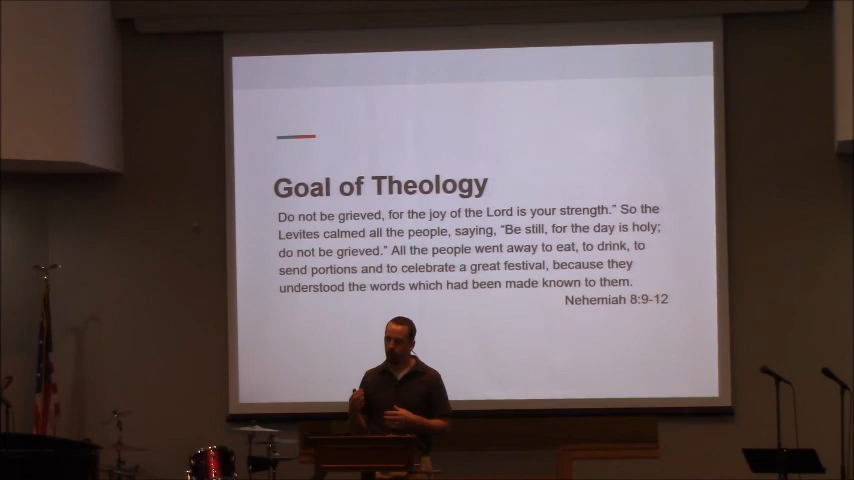 Goal of Theology
Do not be grieved, for the joy of the Lord is your strength.” So the
Levites calmed all the people, saying, “Be still, for the day is holy;
do not be grieved.” All the people went away to eat, to drink, to
send portions and to celebrate a great festival, because they
understood the words which had been made known to them.
Nehemiah 8:9-12